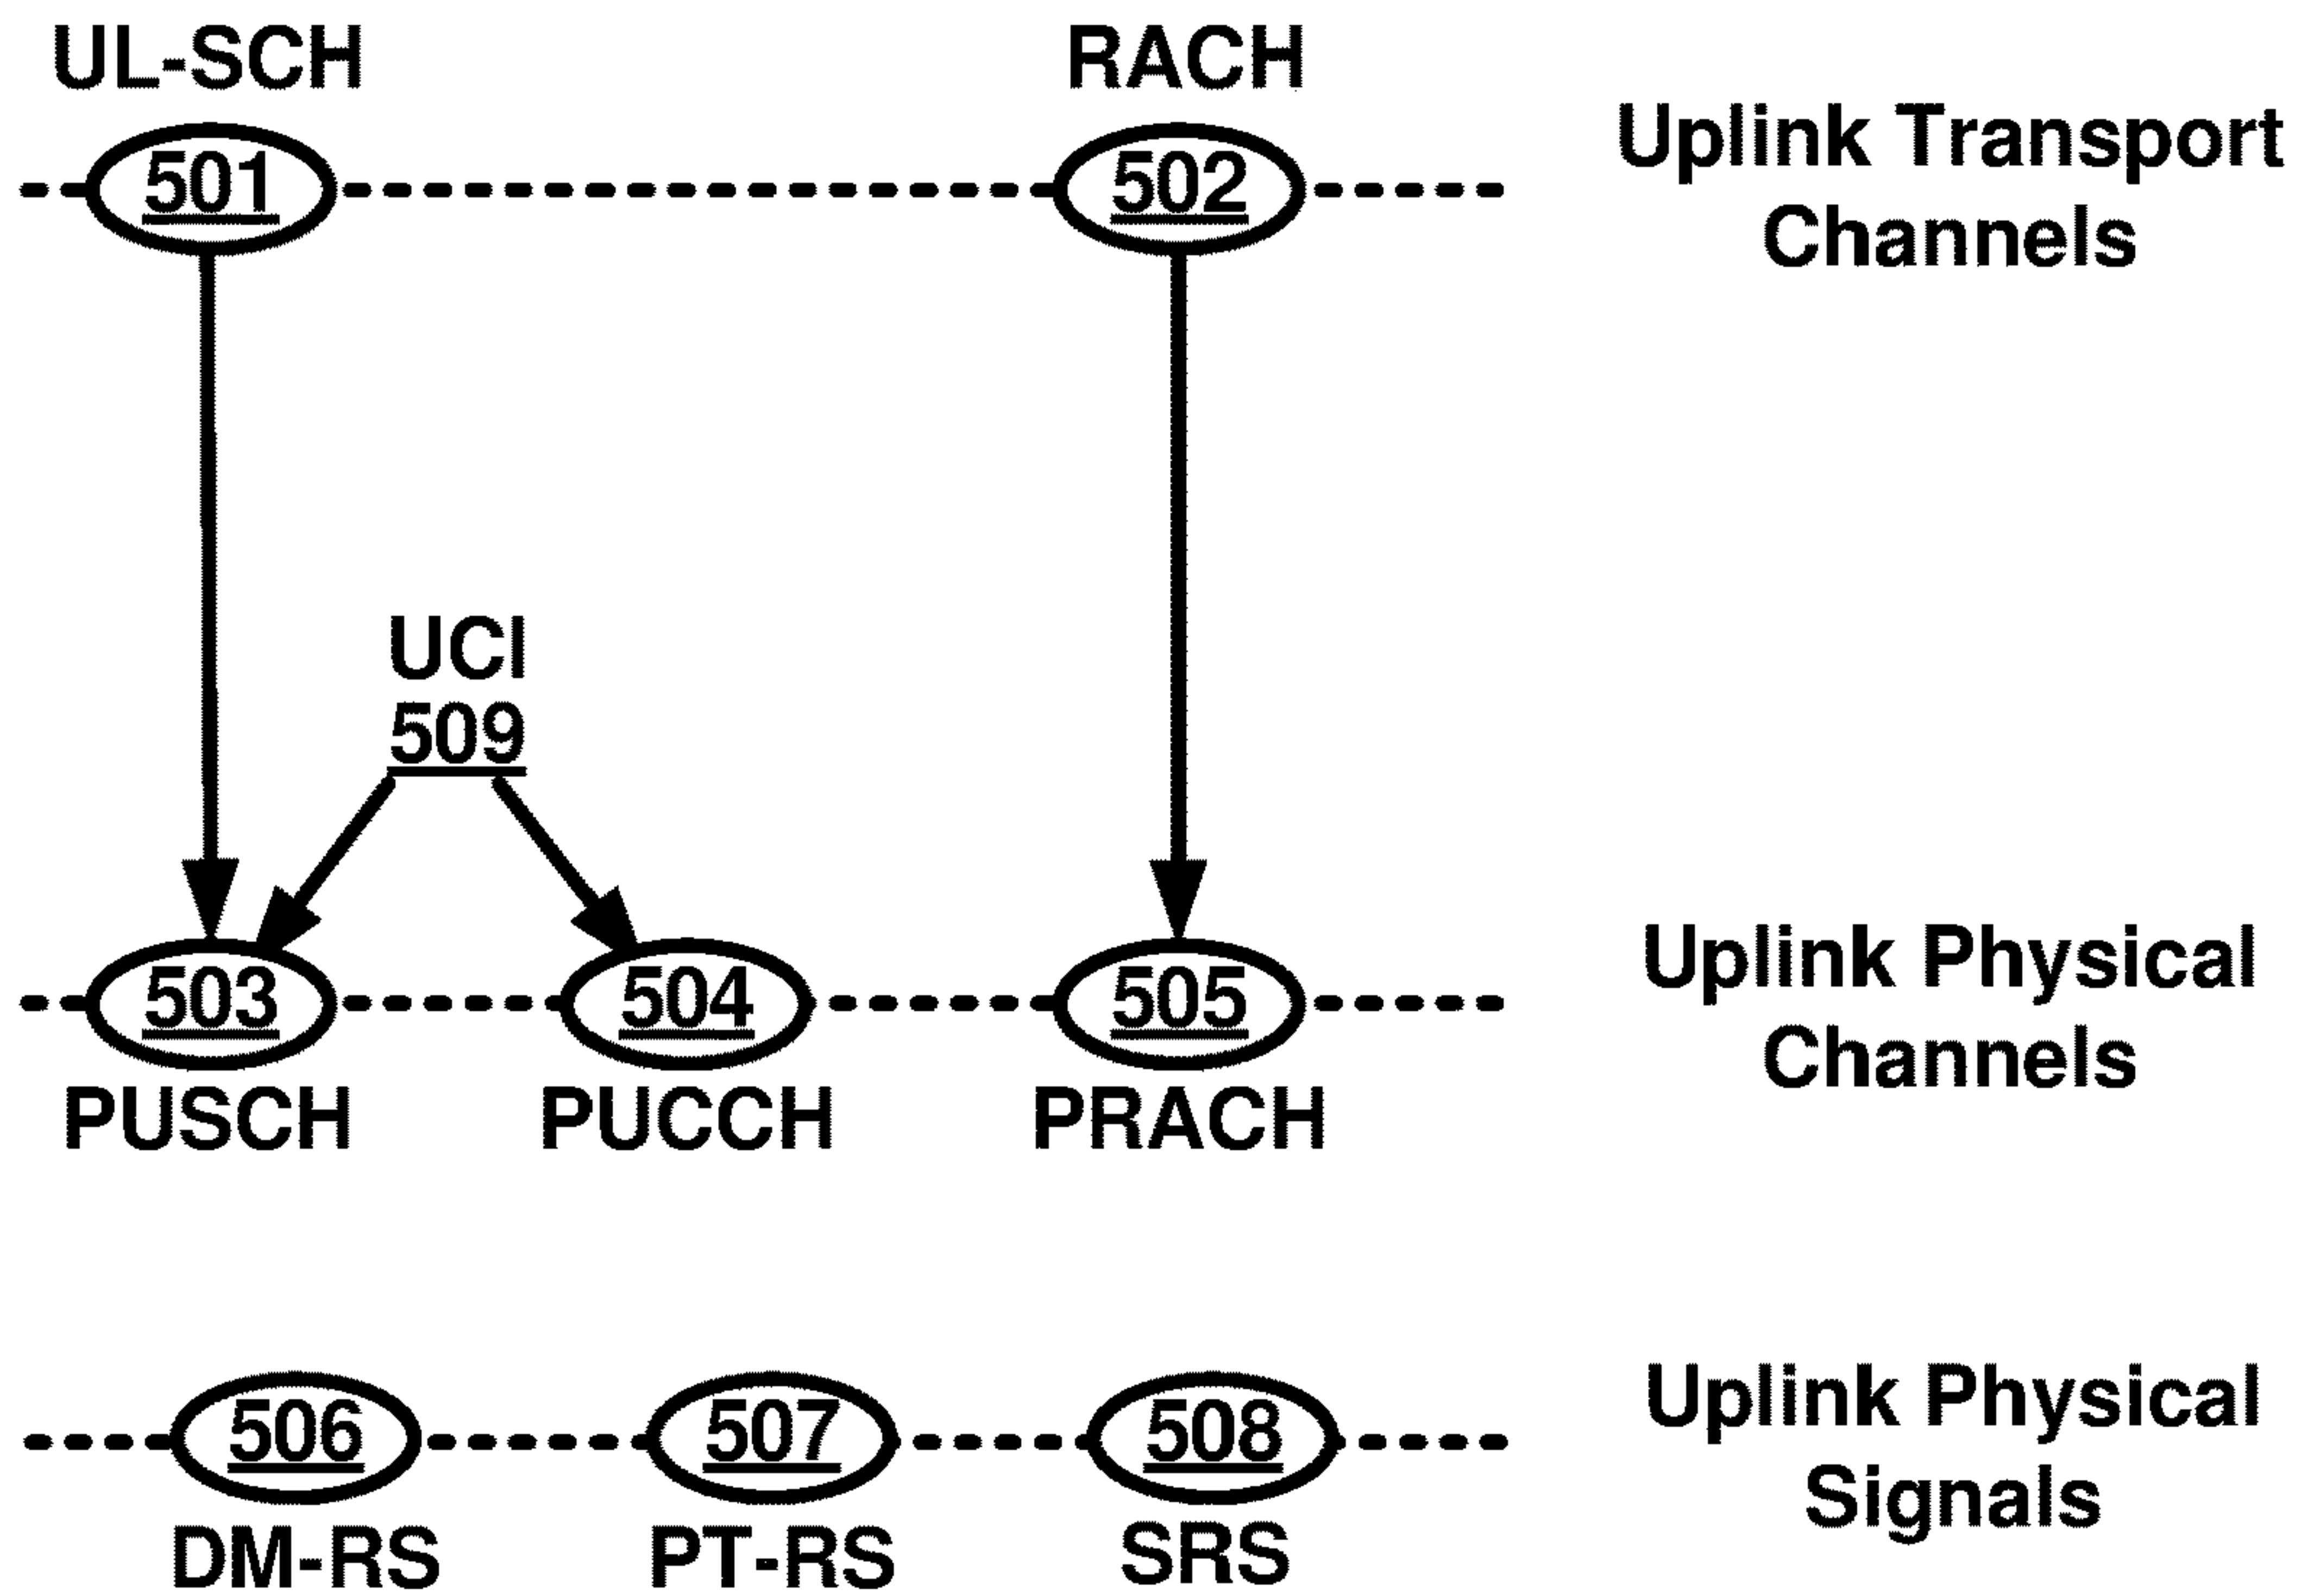 UL-SCH
RACH
501
502
Uplink Transport
Channels
UCI
509
503
504
505
Uplink Physical
Channels
PUSCH
PUCCH
PRACH
506
507
508
Uplink Physical
Signals
DM-RS
PT-RS
SRS